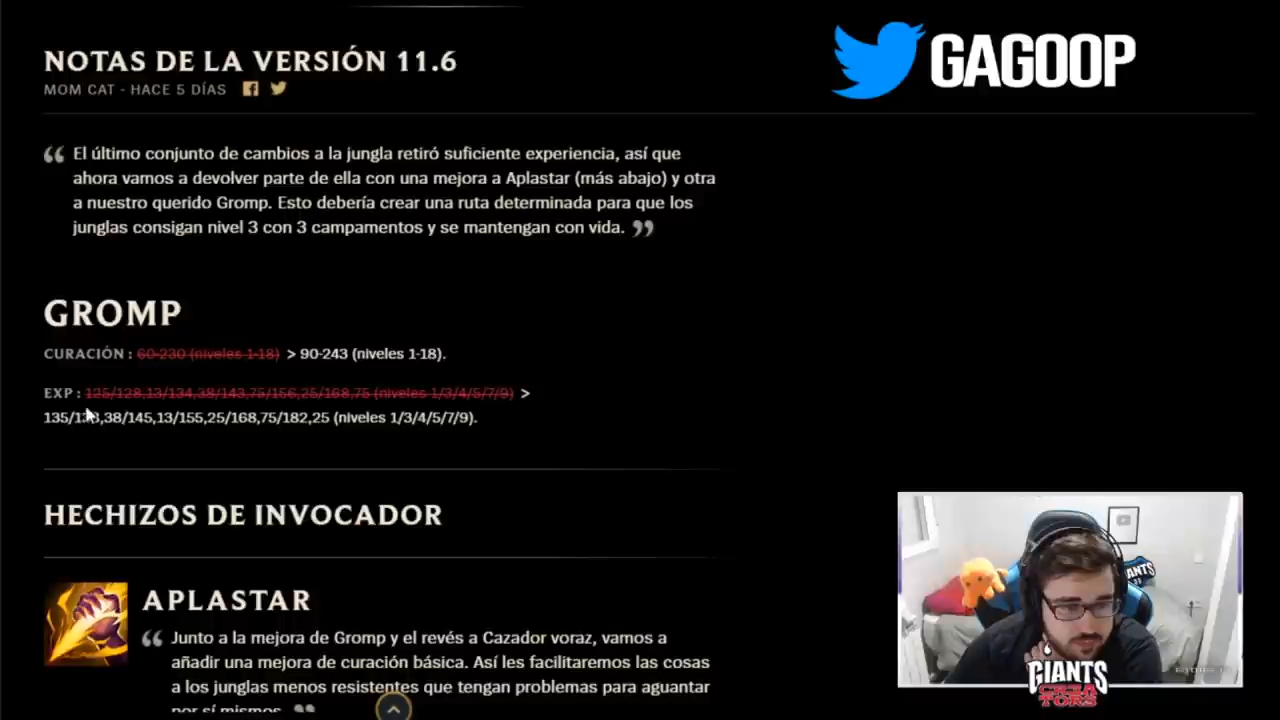 NOTAS DE LA VERSIÓN 11.6
MOM CAT - HACE 5 DÍAS
GAGOOP
“ El último conjunto de cambios a la jungla retiró suficiente experiencia, así que
ahora vamos a devolver parte de ella con una mejora a Aplastar (más abajo) y otra
a nuestro querido Gromp. Esto debería crear una ruta determinada para que los
junglas consigan nivel 3 con 3 campamentos y se mantengan con vida. ”
GROMP
CURACIÓN : 60-230 (niveles 1-18) > 90-243 (niveles 1-18).
EXP : 125/128,13/134,38/143,75/156,25/168,75 (niveles 1/3/4/5/7/9) >
135/138,38/145,13/155,25/168,75/182,25 (niveles 1/3/4/5/7/9).
HECHIZOS DE INVOCADOR
APLASTAR
“ Junto a la mejora de Gromp y el revés a Cazador voraz, vamos a
añadir una mejora de curación básica. Así les facilitaremos las cosas
a los junglas menos resistentes que tengan problemas para aguantar
por sí mismos. ”
GIANTS
GIANTS
CREATORS